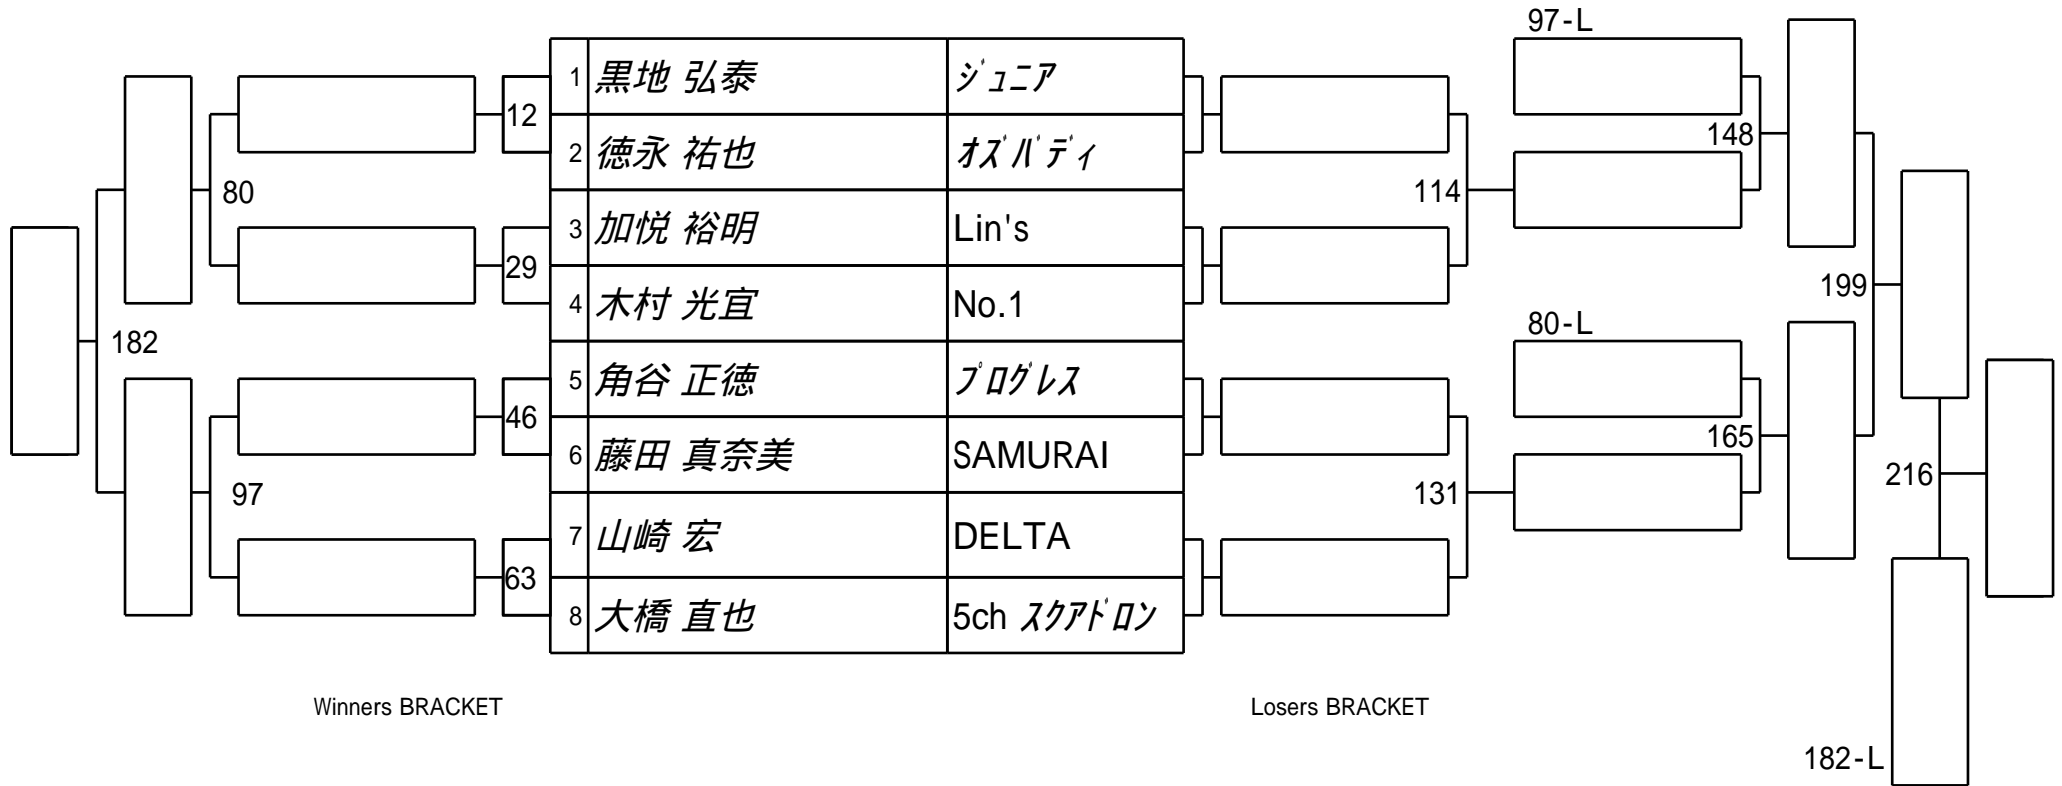 97-L
1 黒地 弘泰 ジュニア
12
2 徳永 祐也 オズバディ
148
80
114
3 加悦 裕明 Lin's
29
4 木村 光宜 No.1
199
182
80-L
5 角谷 正徳 プログレス
46
165
6 藤田 真奈美 SAMURAI
97
131
216
7 山崎 宏 DELTA
63
8 大橋 直也 5ch スクアドロン
Winners BRACKET
Losers BRACKET
182-L